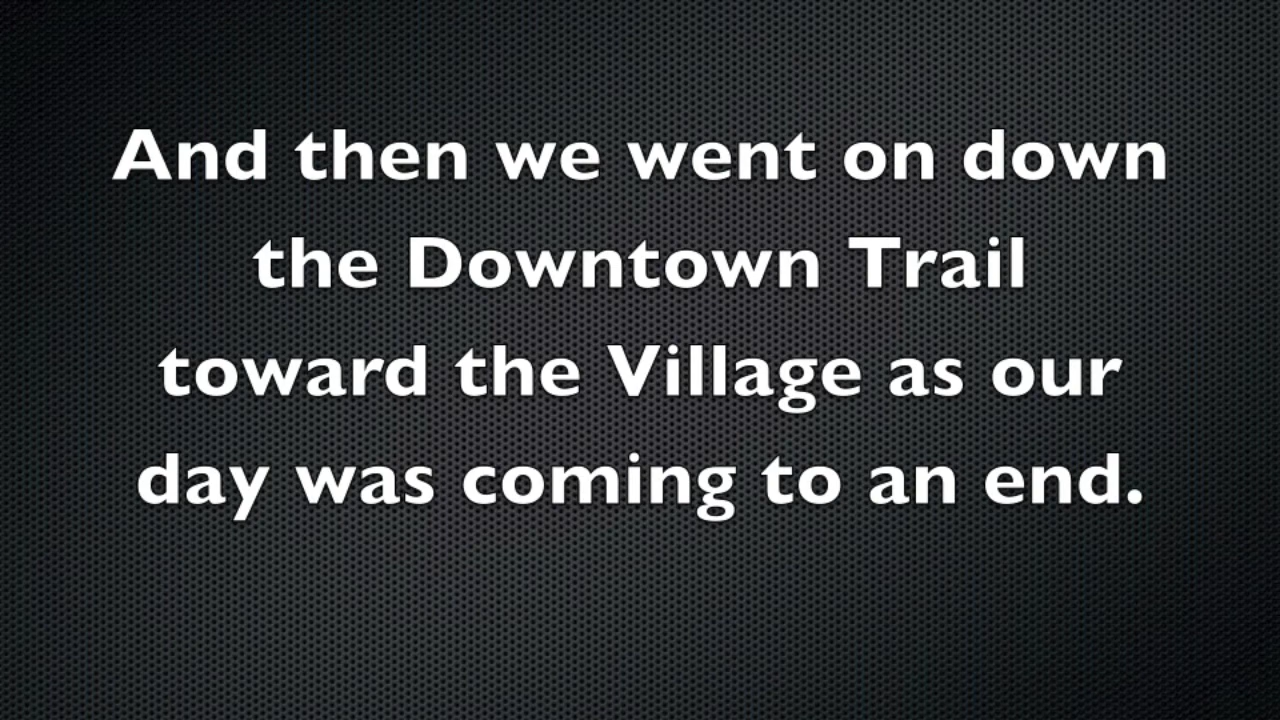 And then we went on down
the Downtown Trail
toward the Village as our
day was coming to an end.